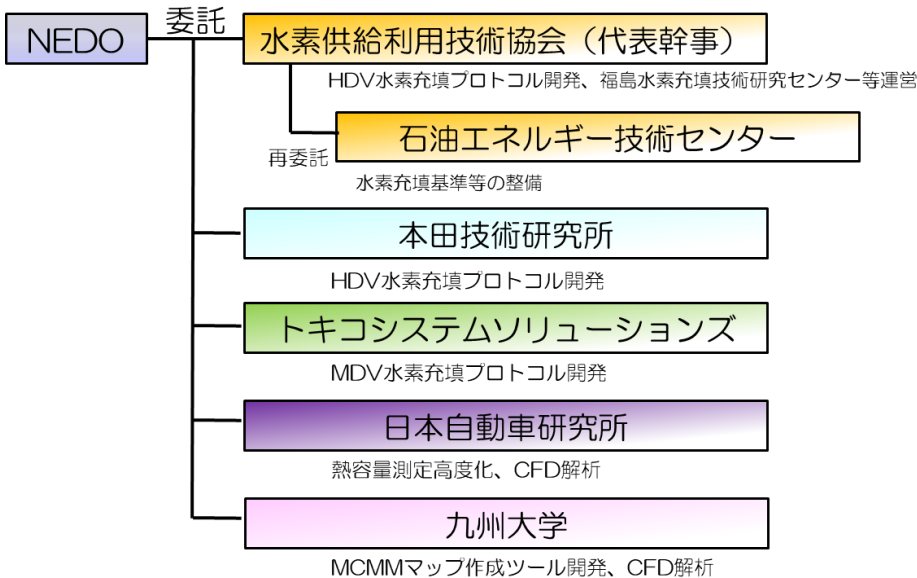 NEDO
委託
水素供給利用技術協会（代表幹事）
HDV水素充填プロトコル開発、福島水素充填技術研究センター等運営
再委託
石油エネルギー技術センター
水素充填基準等の整備
本田技術研究所
HDV水素充填プロトコル開発
トキコシステムソリューションズ
MDV水素充填プロトコル開発
日本自動車研究所
熱容量測定高度化、CFD解析
九州大学
MCMMマップ作成ツール開発、CFD解析